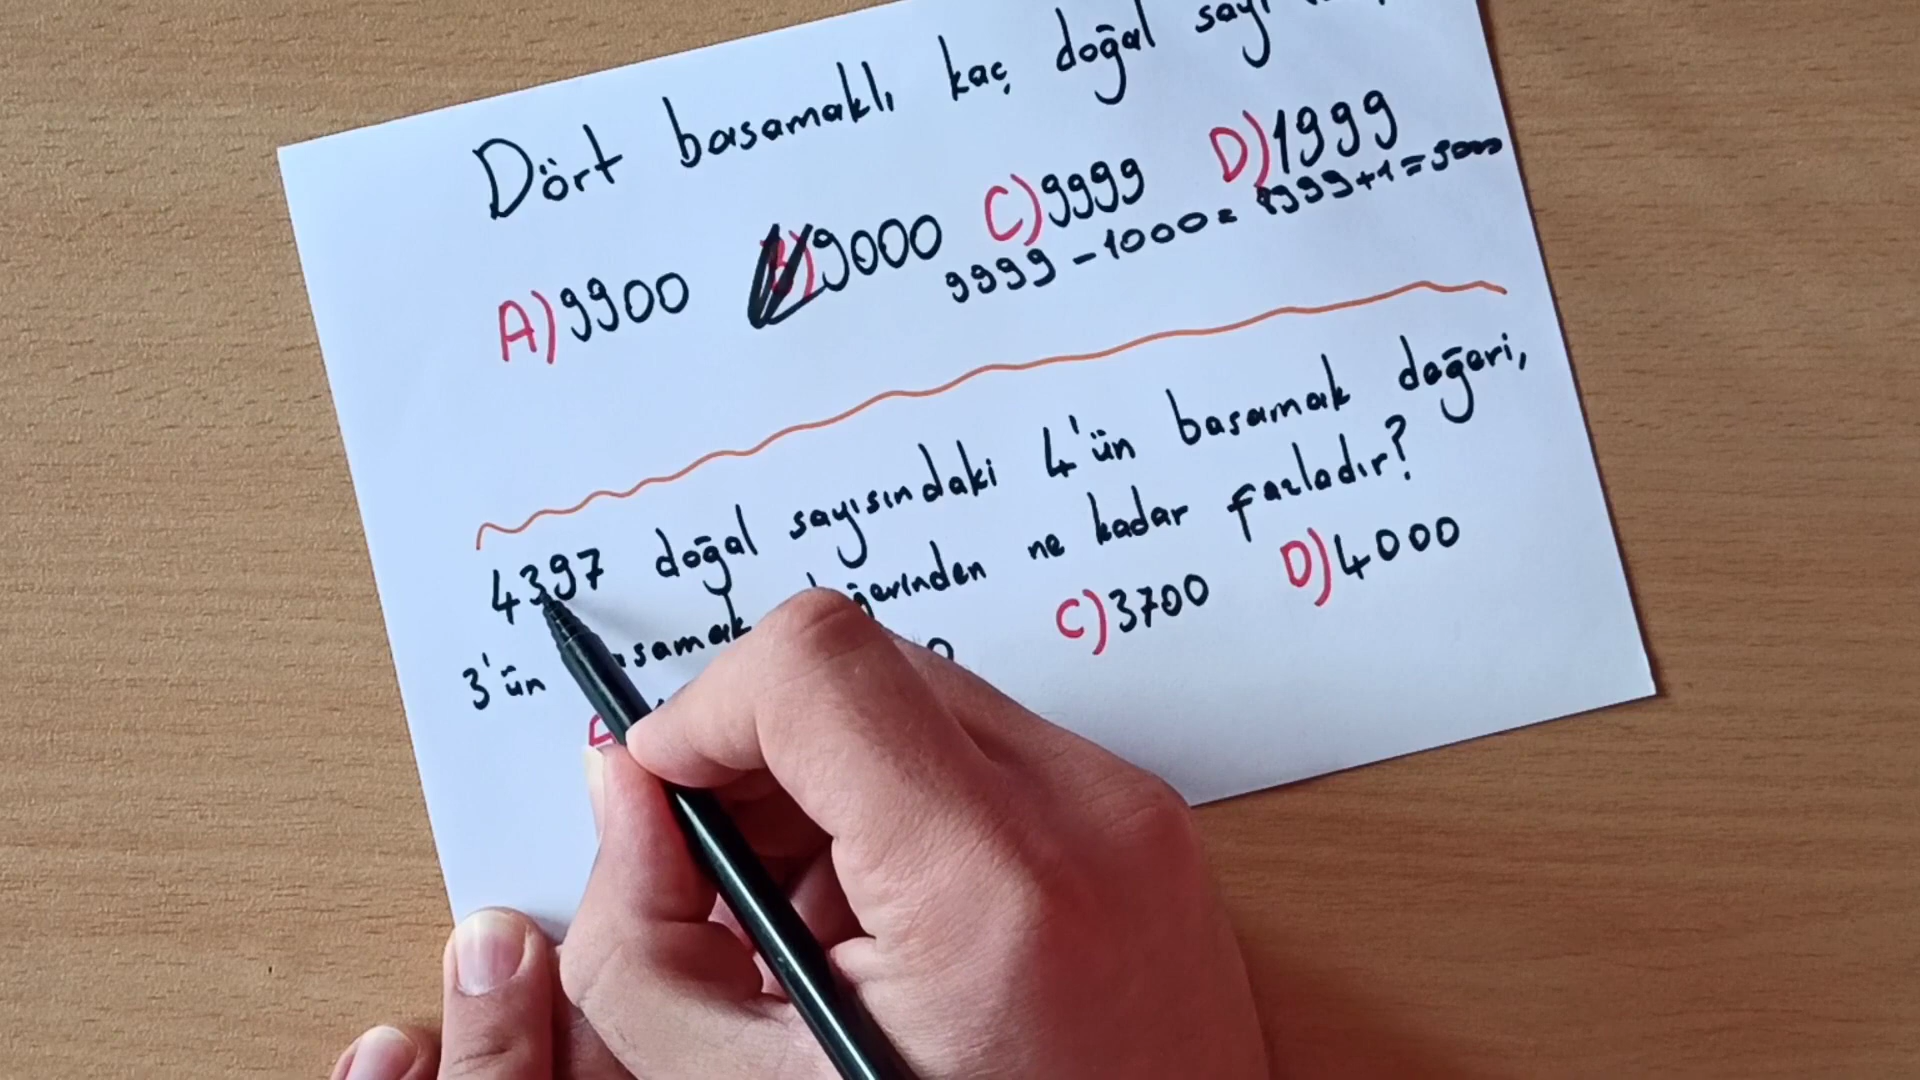 Dört basamaklı kaç doğal
A) 9900 B) 9000 C) 9999 D) 1999
9999 - 1000 = 8999 + 1 = 9000
4397 doğal sayısındaki 4'ün basamak değeri,
3'ün basamak değerinden ne kadar fazladır?
C) 3700 D) 4000